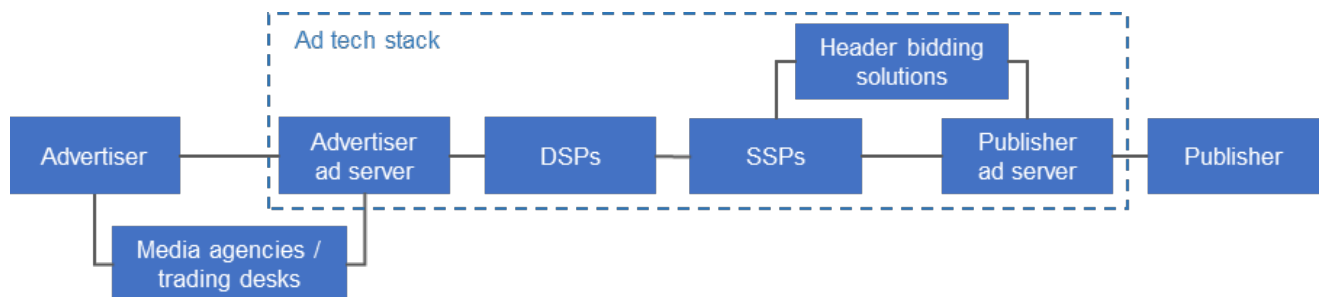 Ad tech stack
Header bidding
solutions
Advertiser
Advertiser
ad server
DSPs
SSPs
Publisher
ad server
Publisher
Media agencies /
trading desks